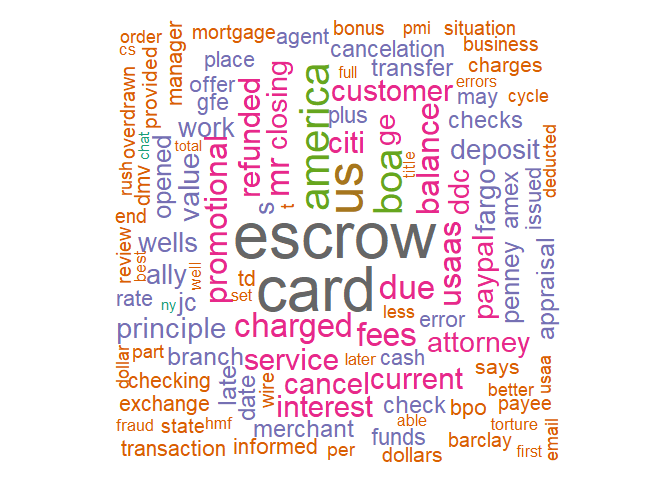 order
mortgage
agent
bonus
pmi
situation
cs
place
cancelation
business
manager
provided
overdrawn
offer
transfer
charges
full
errors
gfe
refunded
closing
america
customer
may
cycle
rush
chat
work
plus
checks
dmv
opened
value
total
mr
us
citi
boa
ge
balance
title
deposit
deducted
end
s
t
ddc
fargo
amex
issued
review
best
wells
promotional
escrow
usaas
paypal
penney
appraisal
ally
well
td
card
due
rate
ny
jc
set
less
principle
charged
fees
error
attorney
dollar
part
branch
service
later
cash
says
checking
late
date
wire
cancel
current
better
usaa
exchange
interest
check
bpo
payee
fraud
state
hmf
merchant
able
funds
barclay
torture
transaction
informed
per
dollars
first
email